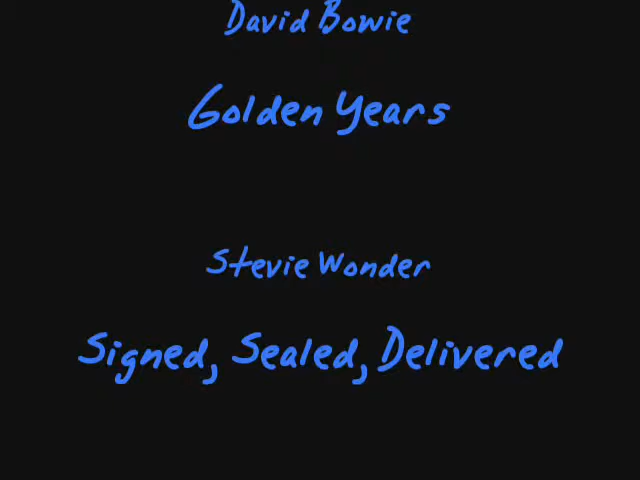 David Bowie
Golden Years
Stevie Wonder
Signed, Sealed, Delivered